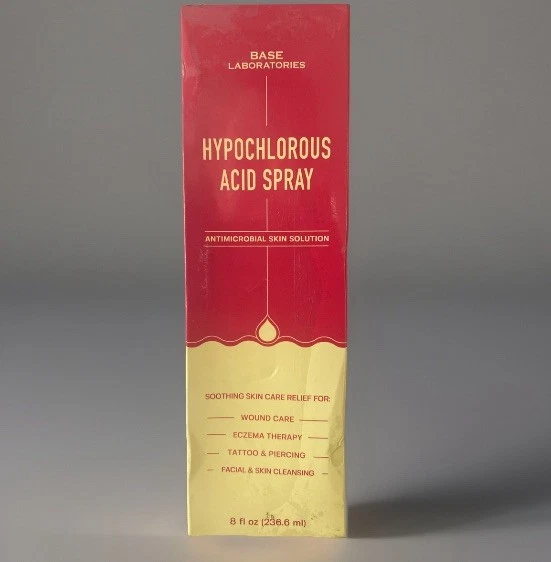 BASE
LABORATORIES
HYPOCHLOROUS
ACID SPRAY
ANTIMICROBIAL SKIN SOLUTION
SOOTHING SKIN CARE RELIEF FOR:
WOUND CARE
ECZEMA THERAPY
TATTOO & PIERCING
FACIAL & SKIN CLEANSING
8 fl oz (236.6 ml)